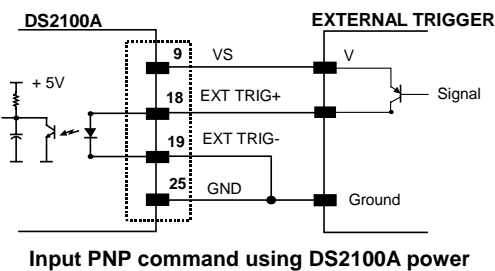 DS2100A
EXTERNAL TRIGGER
9 VS V
+ 5V
18 EXT TRIG+ Signal
19 EXT TRIG-
25 GND Ground
Input PNP command using DS2100A power